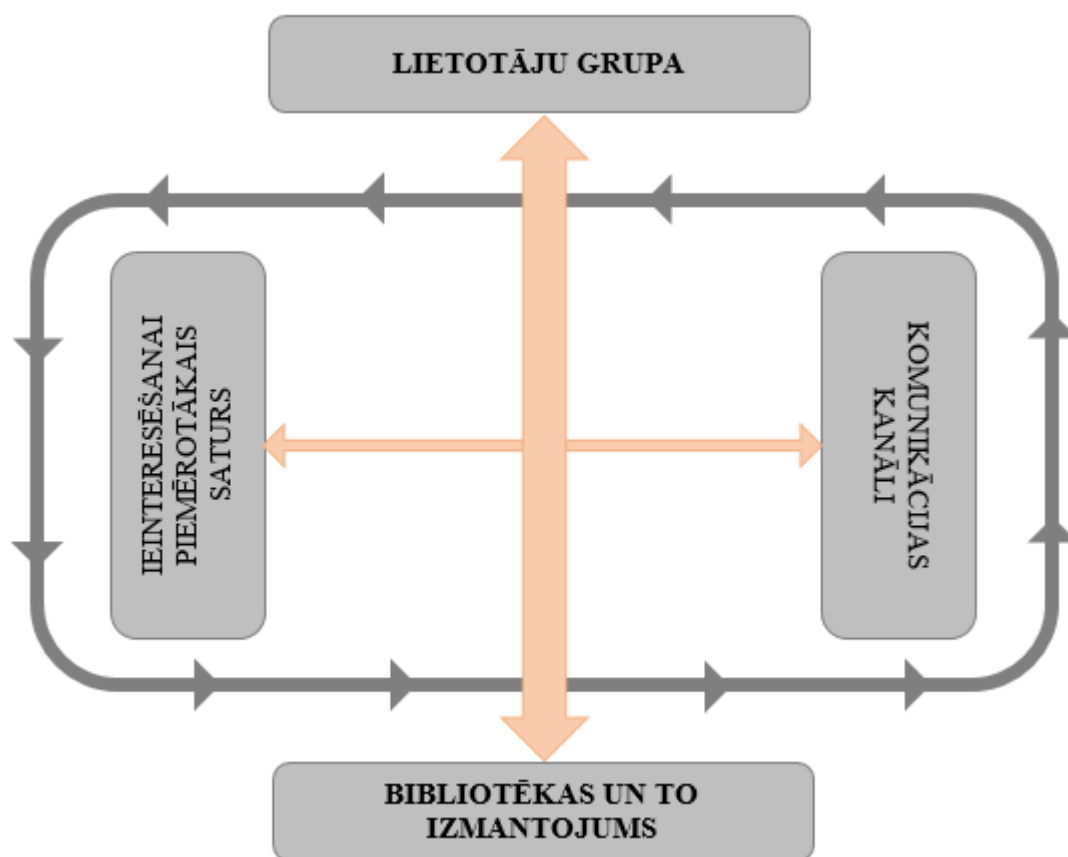 LIETOTĀJU GRUPA
IEINTERESĒŠANAI
PIEMĒROTĀKAIS
SATURS
KOMUNIKĀCIJAS
KANĀLI
BIBLIOTĒKAS UN TO
IZMANTOJUMS